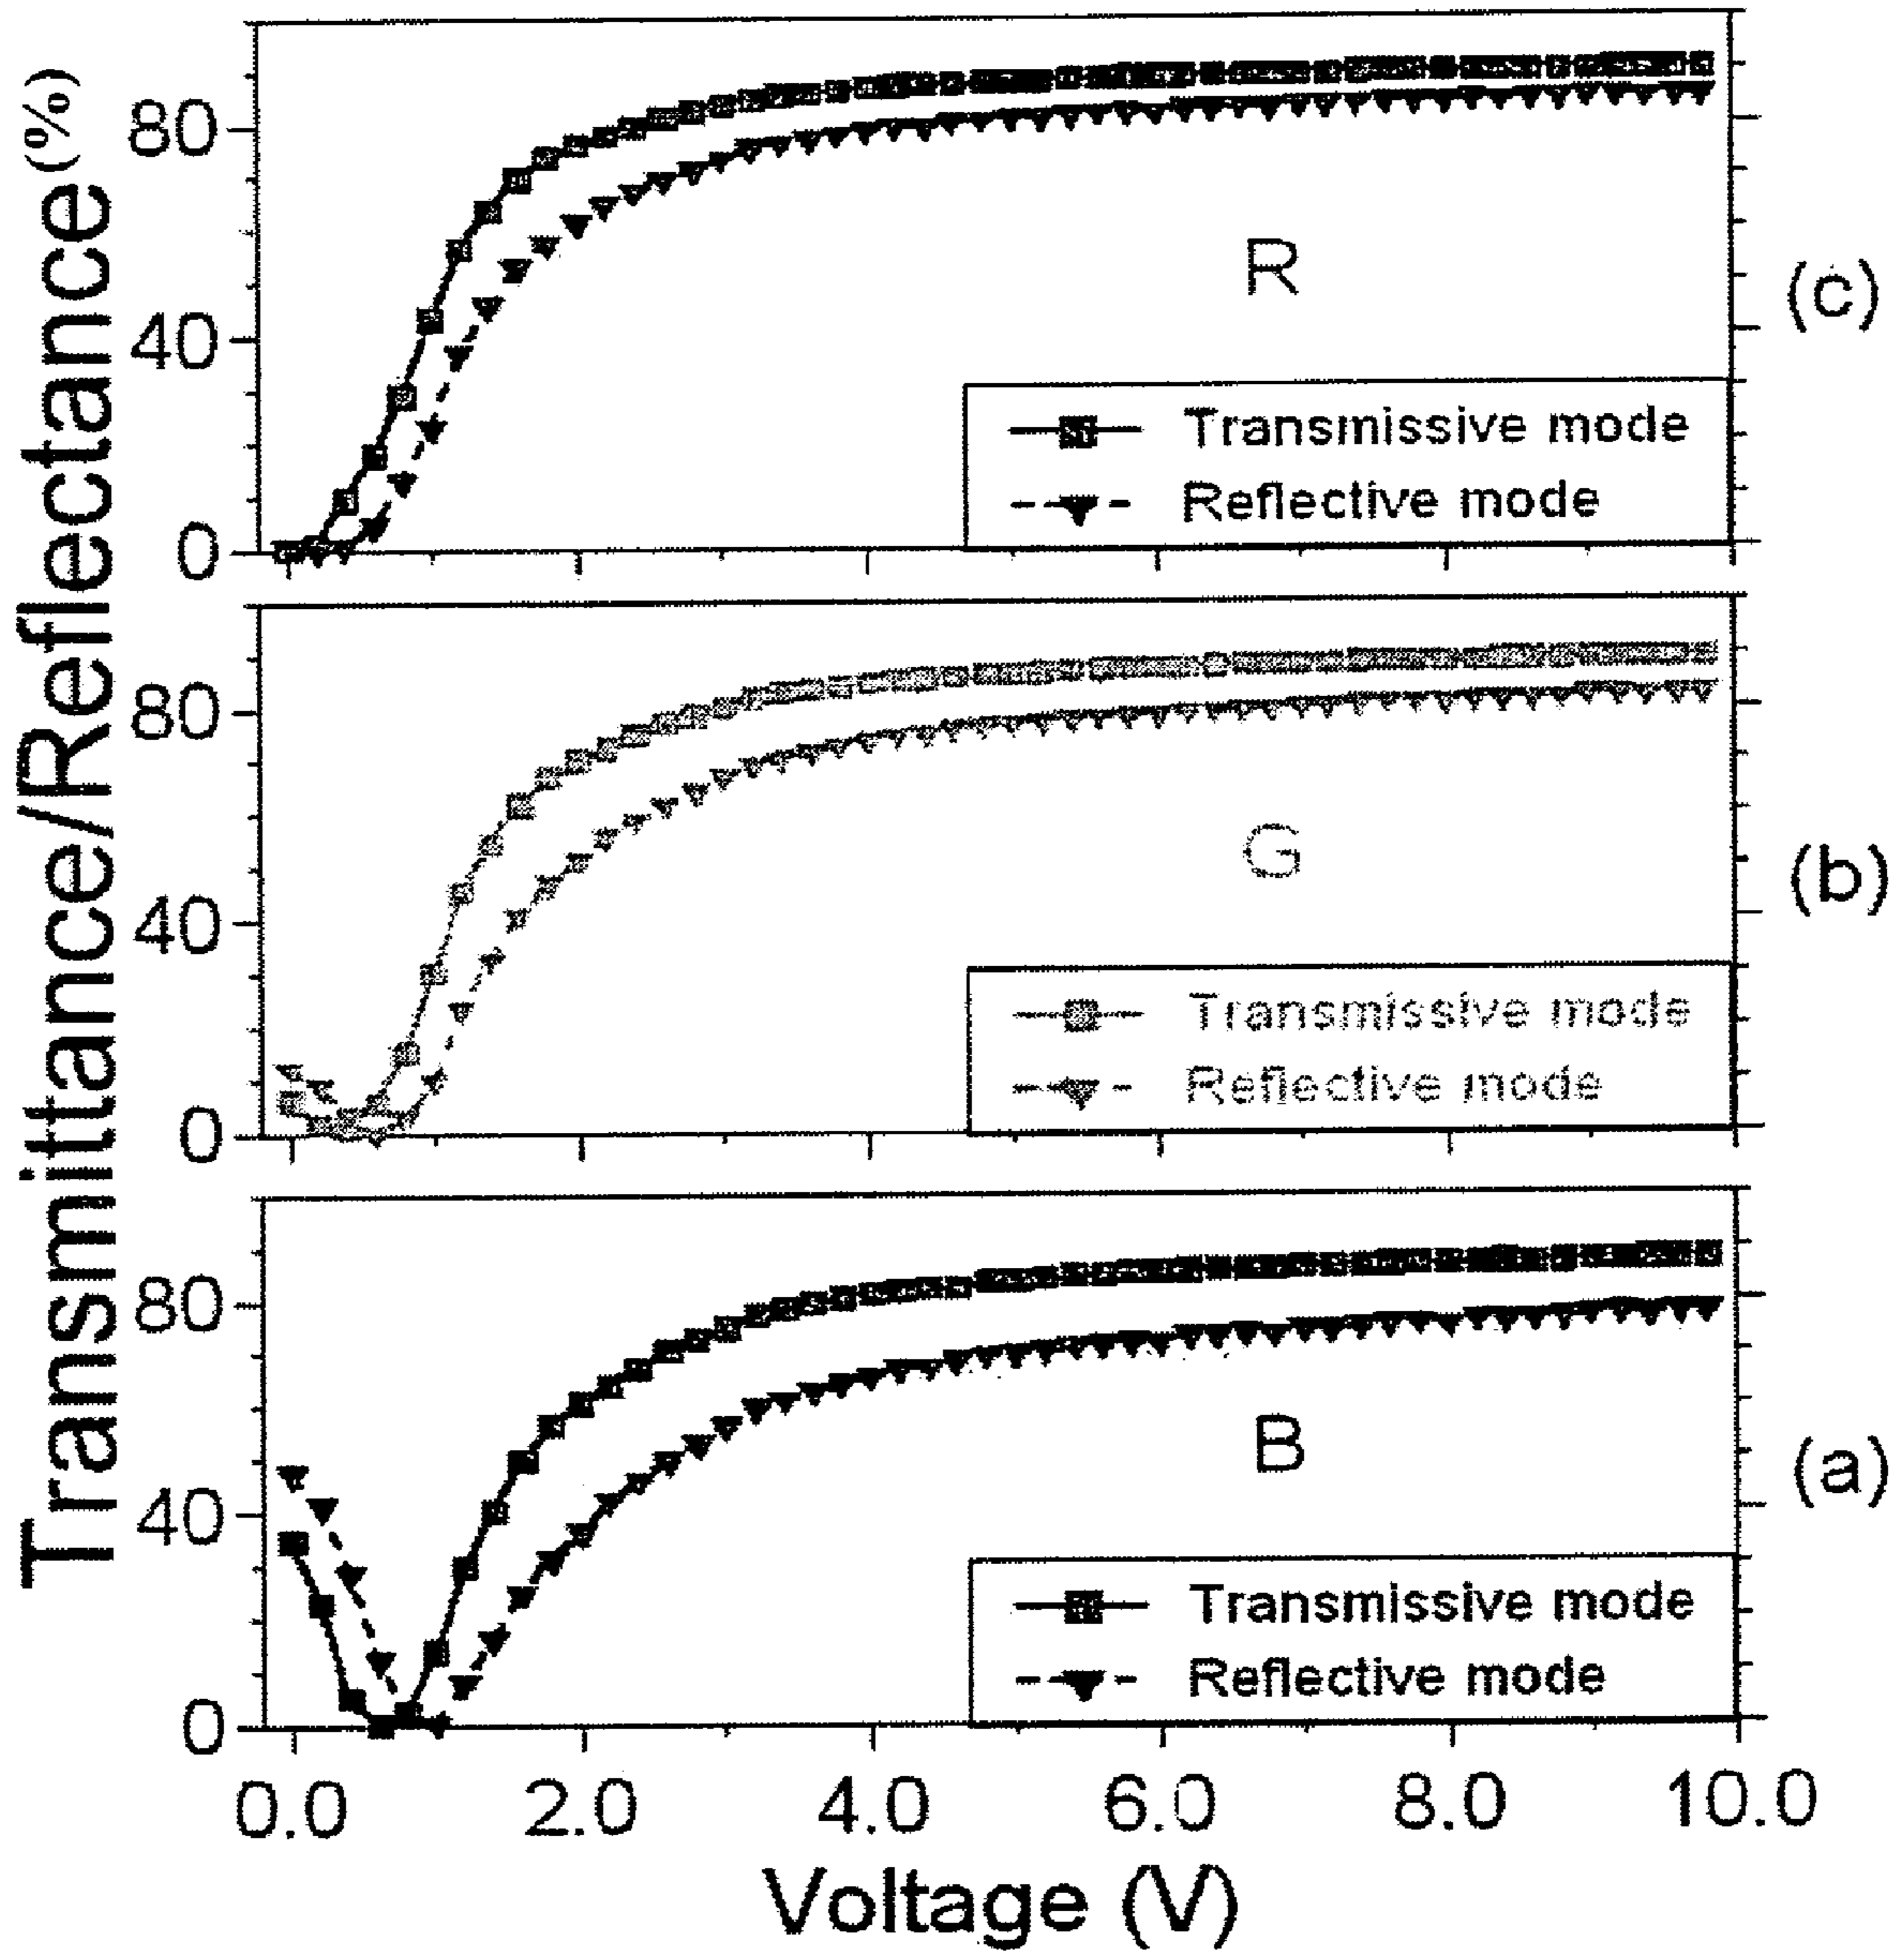 Transmittance/Reflectance(%)
80
40
0
R
Transmissive mode
Reflective mode
(c)
80
40
0
G
Transmissive mode
Reflective mode
(b)
80
40
0
B
Transmissive mode
Reflective mode
(a)
0.0 2.0 4.0 6.0 8.0 10.0
Voltage (V)